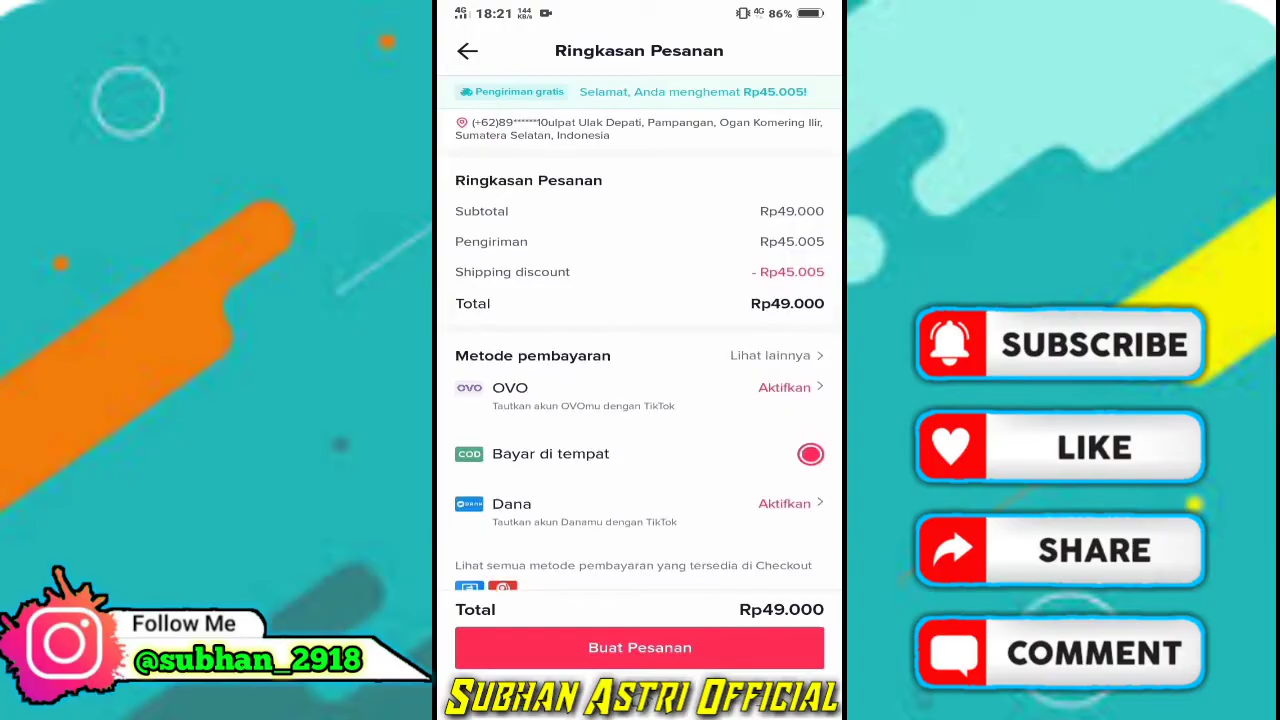 4G 18:21 144 KB/s 4G 86%
Ringkasan Pesanan
Pengiriman gratis Selamat, Anda menghemat Rp45.005!
(+62)89******10ulpat Ulak Depati, Pampangan, Ogan Komering Ilir,
Sumatera Selatan, Indonesia
Ringkasan Pesanan
Subtotal Rp49.000
Pengiriman Rp45.005
Shipping discount - Rp45.005
Total Rp49.000
Metode pembayaran Lihat lainnya
OVO OVO Aktifkan
Tautkan akun OVOmu dengan TikTok
COD Bayar di tempat
DANA Dana Aktifkan
Tautkan akun Danamu dengan TikTok
Lihat semua metode pembayaran yang tersedia di Checkout
Total Rp49.000
Buat Pesanan
SUBHAN ASTRI OFFICIAL
Follow Me
@subhan_2918
SUBSCRIBE
LIKE
SHARE
COMMENT